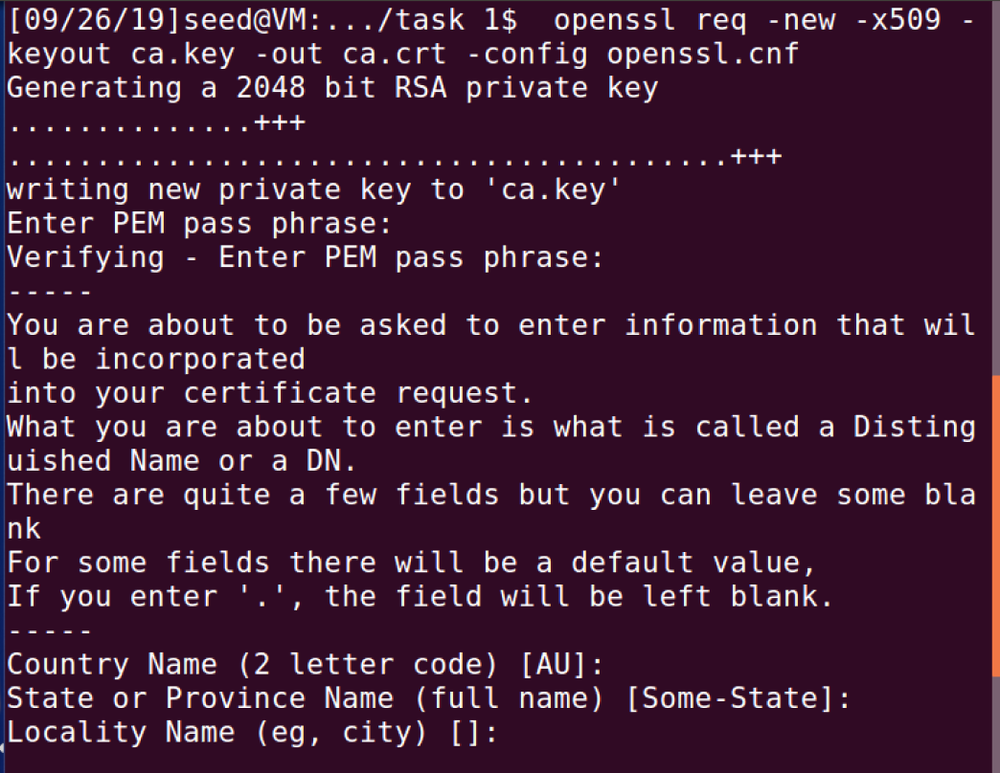 [09/26/19]seed@VM:.../task 1$  openssl req -new -x509 -
keyout ca.key -out ca.crt -config openssl.cnf
Generating a 2048 bit RSA private key
..............+++
.........................................+++
writing new private key to 'ca.key'
Enter PEM pass phrase:
Verifying - Enter PEM pass phrase:
-----
You are about to be asked to enter information that wil
l be incorporated
into your certificate request.
What you are about to enter is what is called a Disting
uished Name or a DN.
There are quite a few fields but you can leave some bla
nk
For some fields there will be a default value,
If you enter '.', the field will be left blank.
-----
Country Name (2 letter code) [AU]:
State or Province Name (full name) [Some-State]:
Locality Name (eg, city) []: